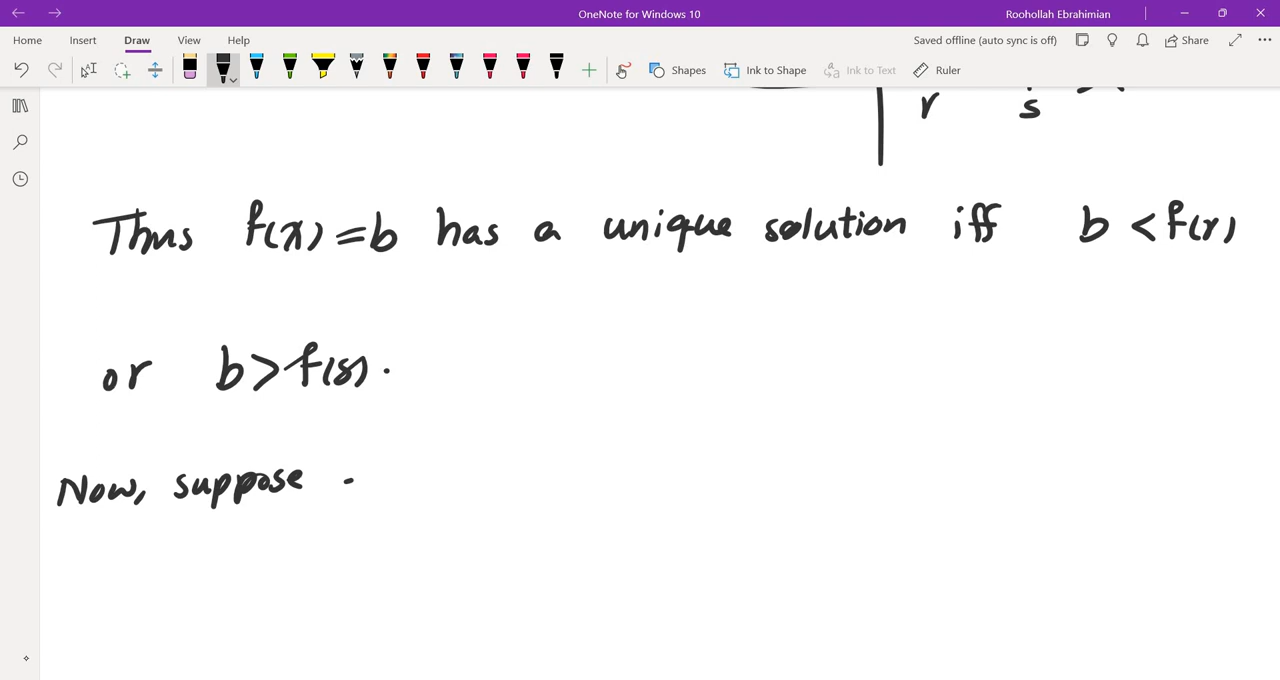 OneNote for Windows 10
Roohollah Ebrahimian
Home Insert Draw View Help
Saved offline (auto sync is off) Share
Shapes Ink to Shape Ink to Text Ruler
r s
Thus f(x) = b has a unique solution iff b < f(r)
or b > f(s).
Now, suppose